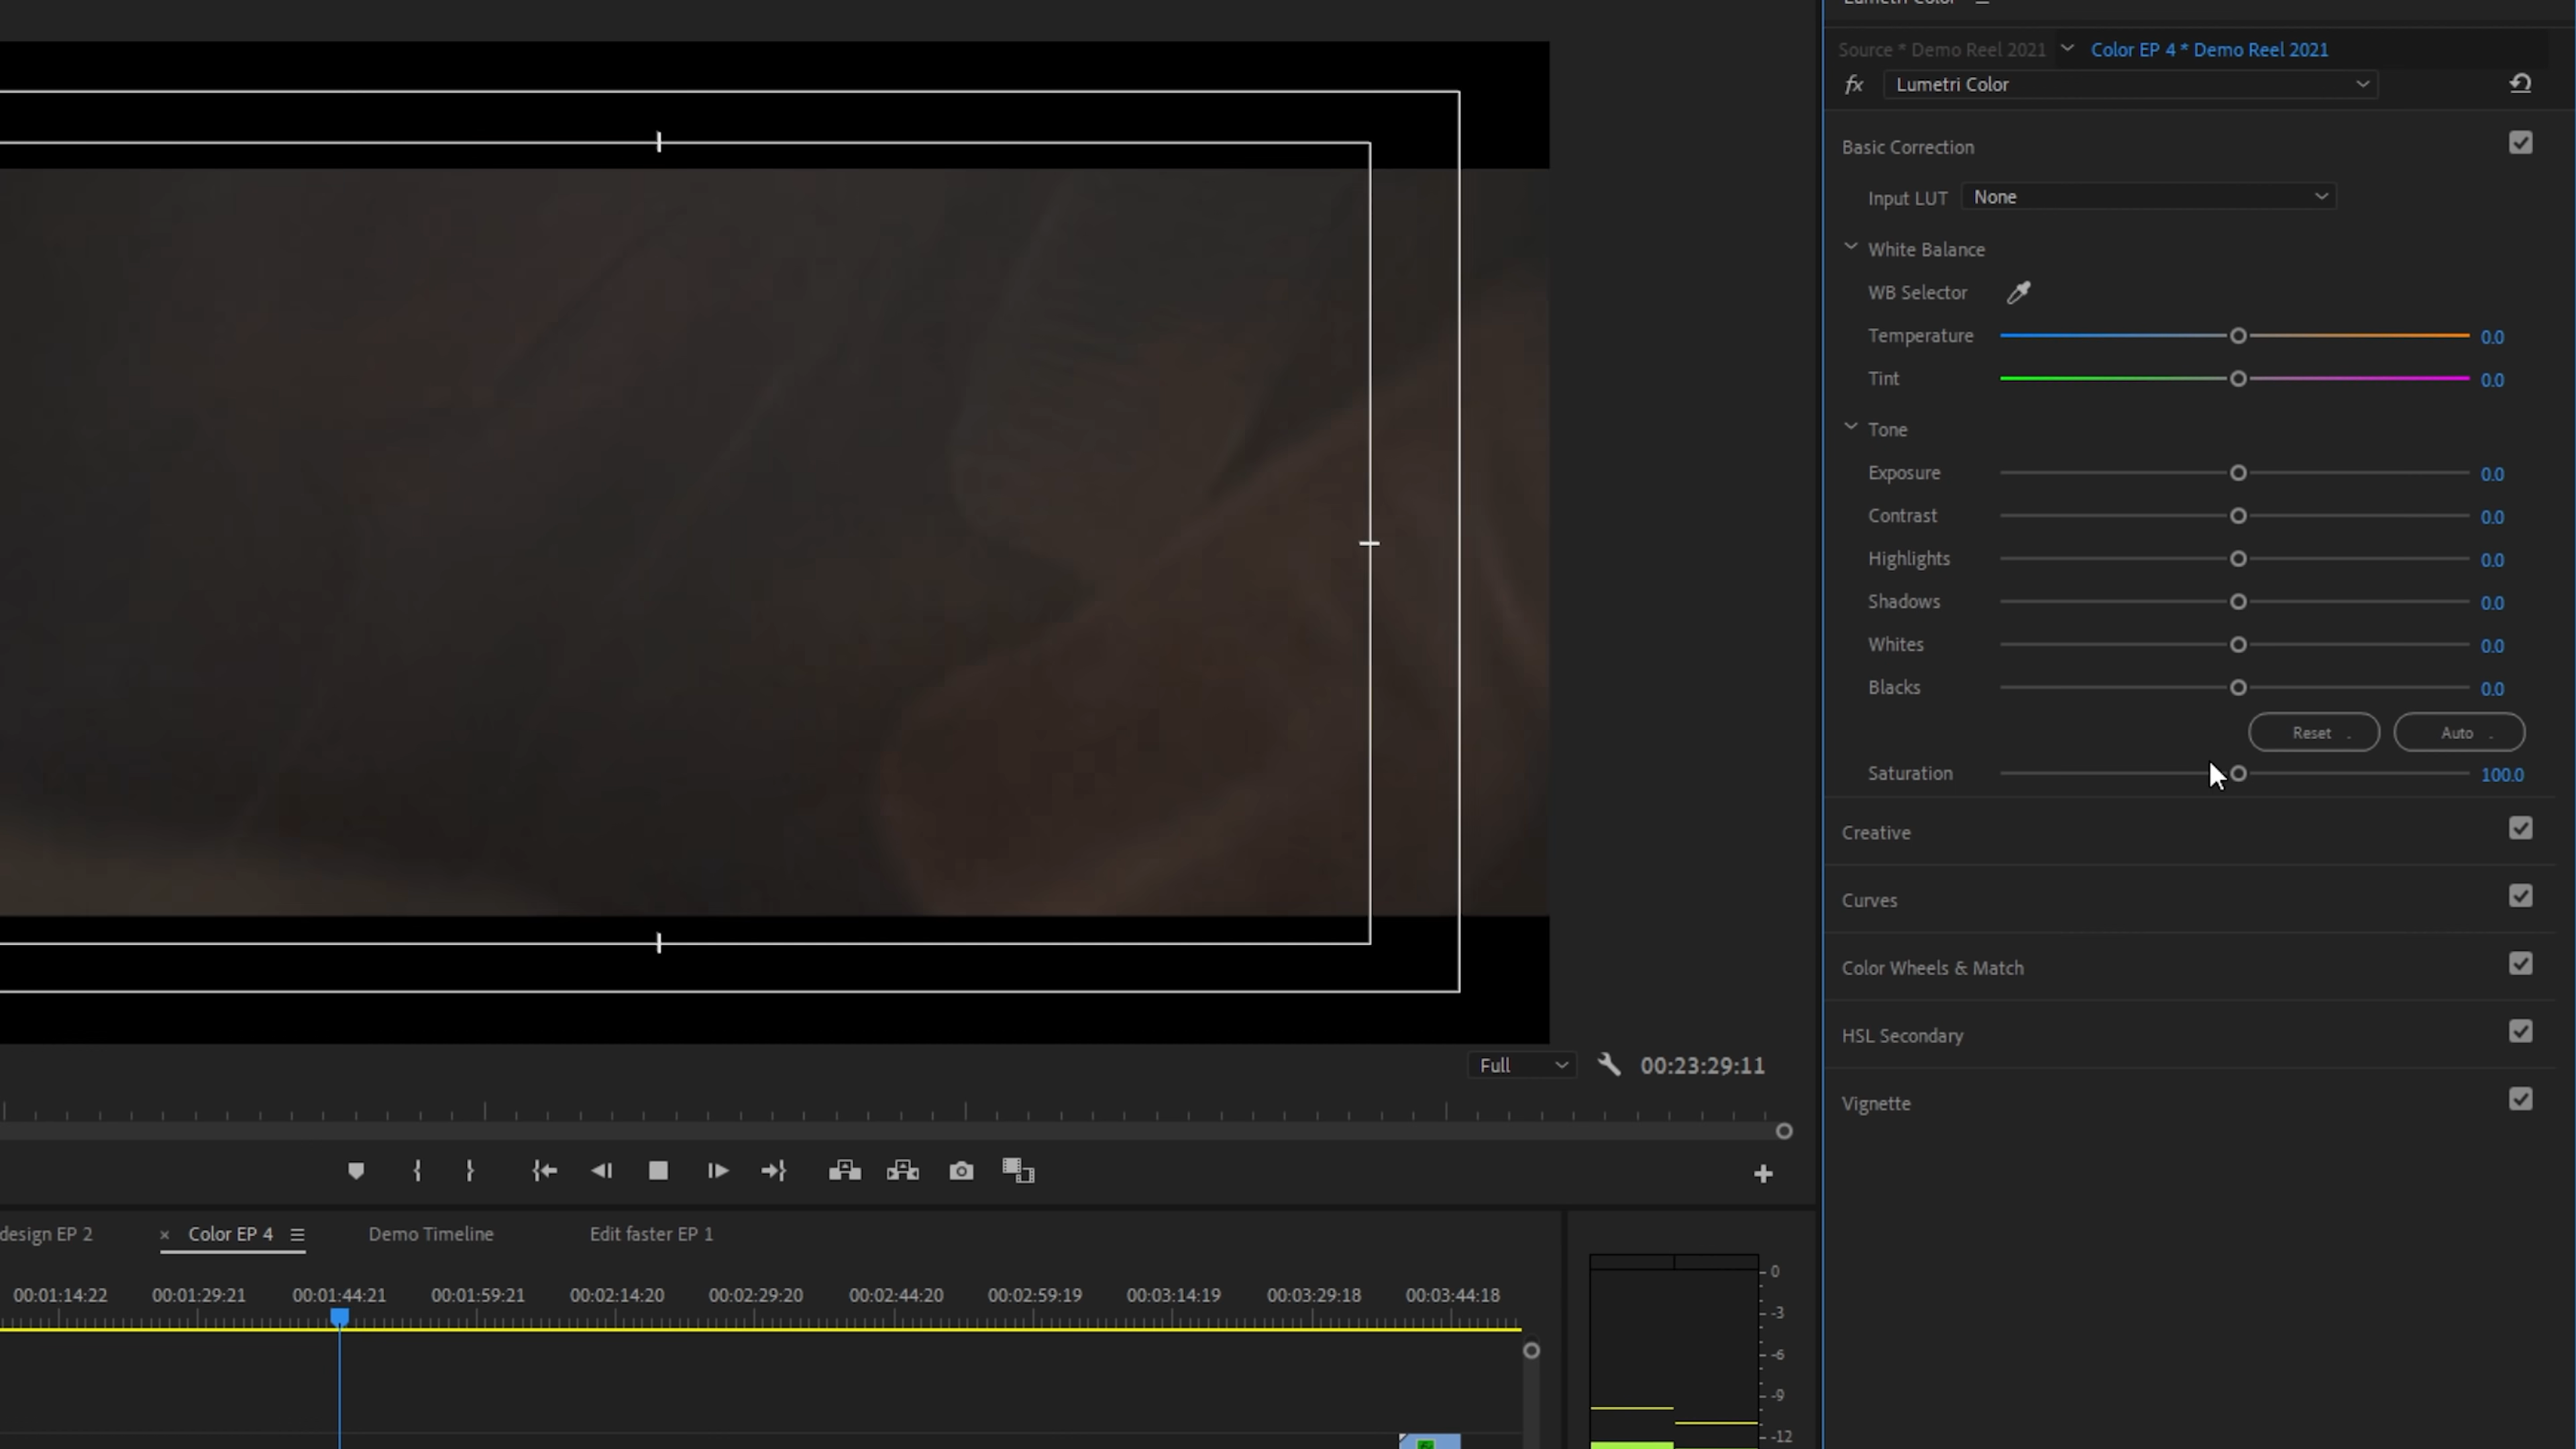 Lumetri Color
Source * Demo Reel 2021
Color EP 4 * Demo Reel 2021
fx
Lumetri Color
Basic Correction
Input LUT
None
White Balance
WB Selector
Temperature
0.0
Tint
0.0
Tone
Exposure
0.0
Contrast
0.0
Highlights
0.0
Shadows
0.0
Whites
0.0
Blacks
0.0
Reset
Auto
Saturation
100.0
Creative
Curves
Color Wheels & Match
HSL Secondary
Vignette
Full
00:23:29:11
design EP 2
× Color EP 4
Demo Timeline
Edit faster EP 1
00:01:14:22
00:01:29:21
00:01:44:21
00:01:59:21
00:02:14:20
00:02:29:20
00:02:44:20
00:02:59:19
00:03:14:19
00:03:29:18
00:03:44:18
0
-3
-6
-9
-12